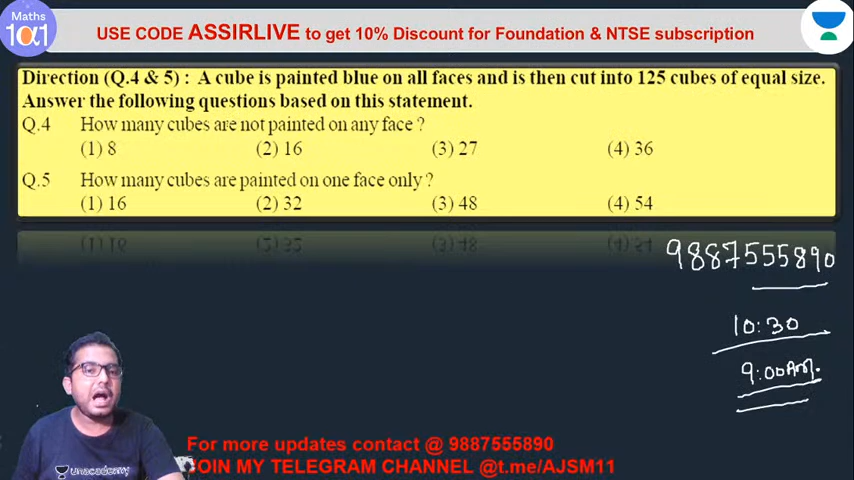 Maths
1α1
USE CODE ASSIRLIVE to get 10% Discount for Foundation & NTSE subscription
Direction (Q.4 & 5) : A cube is painted blue on all faces and is then cut into 125 cubes of equal size.
Answer the following questions based on this statement.
Q.4 How many cubes are not painted on any face ?
(1) 8 (2) 16 (3) 27 (4) 36
Q.5 How many cubes are painted on one face only ?
(1) 16 (2) 32 (3) 48 (4) 54
9887555890
10:30
9:00Am.
unacademy
For more updates contact @ 9887555890
JOIN MY TELEGRAM CHANNEL @t.me/AJSM11